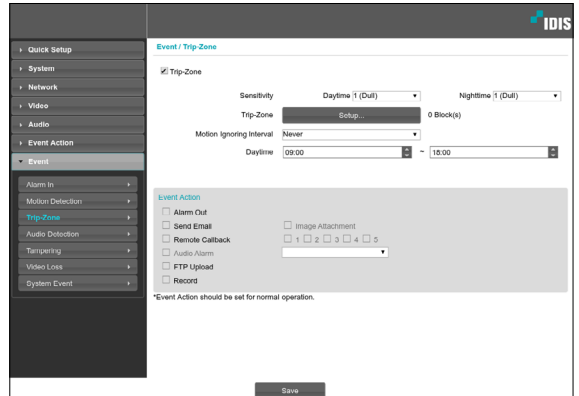 IDIS
Quick Setup
System
Network
Video
Audio
Event Action
Event
Alarm In
Motion Detection
Trip-Zone
Audio Detection
Tampering
Video Loss
System Event
Event / Trip-Zone
Trip-Zone
Sensitivity Daytime 1 (Dull) Nighttime 1 (Dull)
Trip-Zone Setup... 0 Block(s)
Motion Ignoring Interval Never
Daytime 09:00 ~ 18:00
Event Action
Alarm Out
Send Email Image Attachment
Remote Callback 1 2 3 4 5
Audio Alarm
FTP Upload
Record
*Event Action should be set for normal operation.
Save